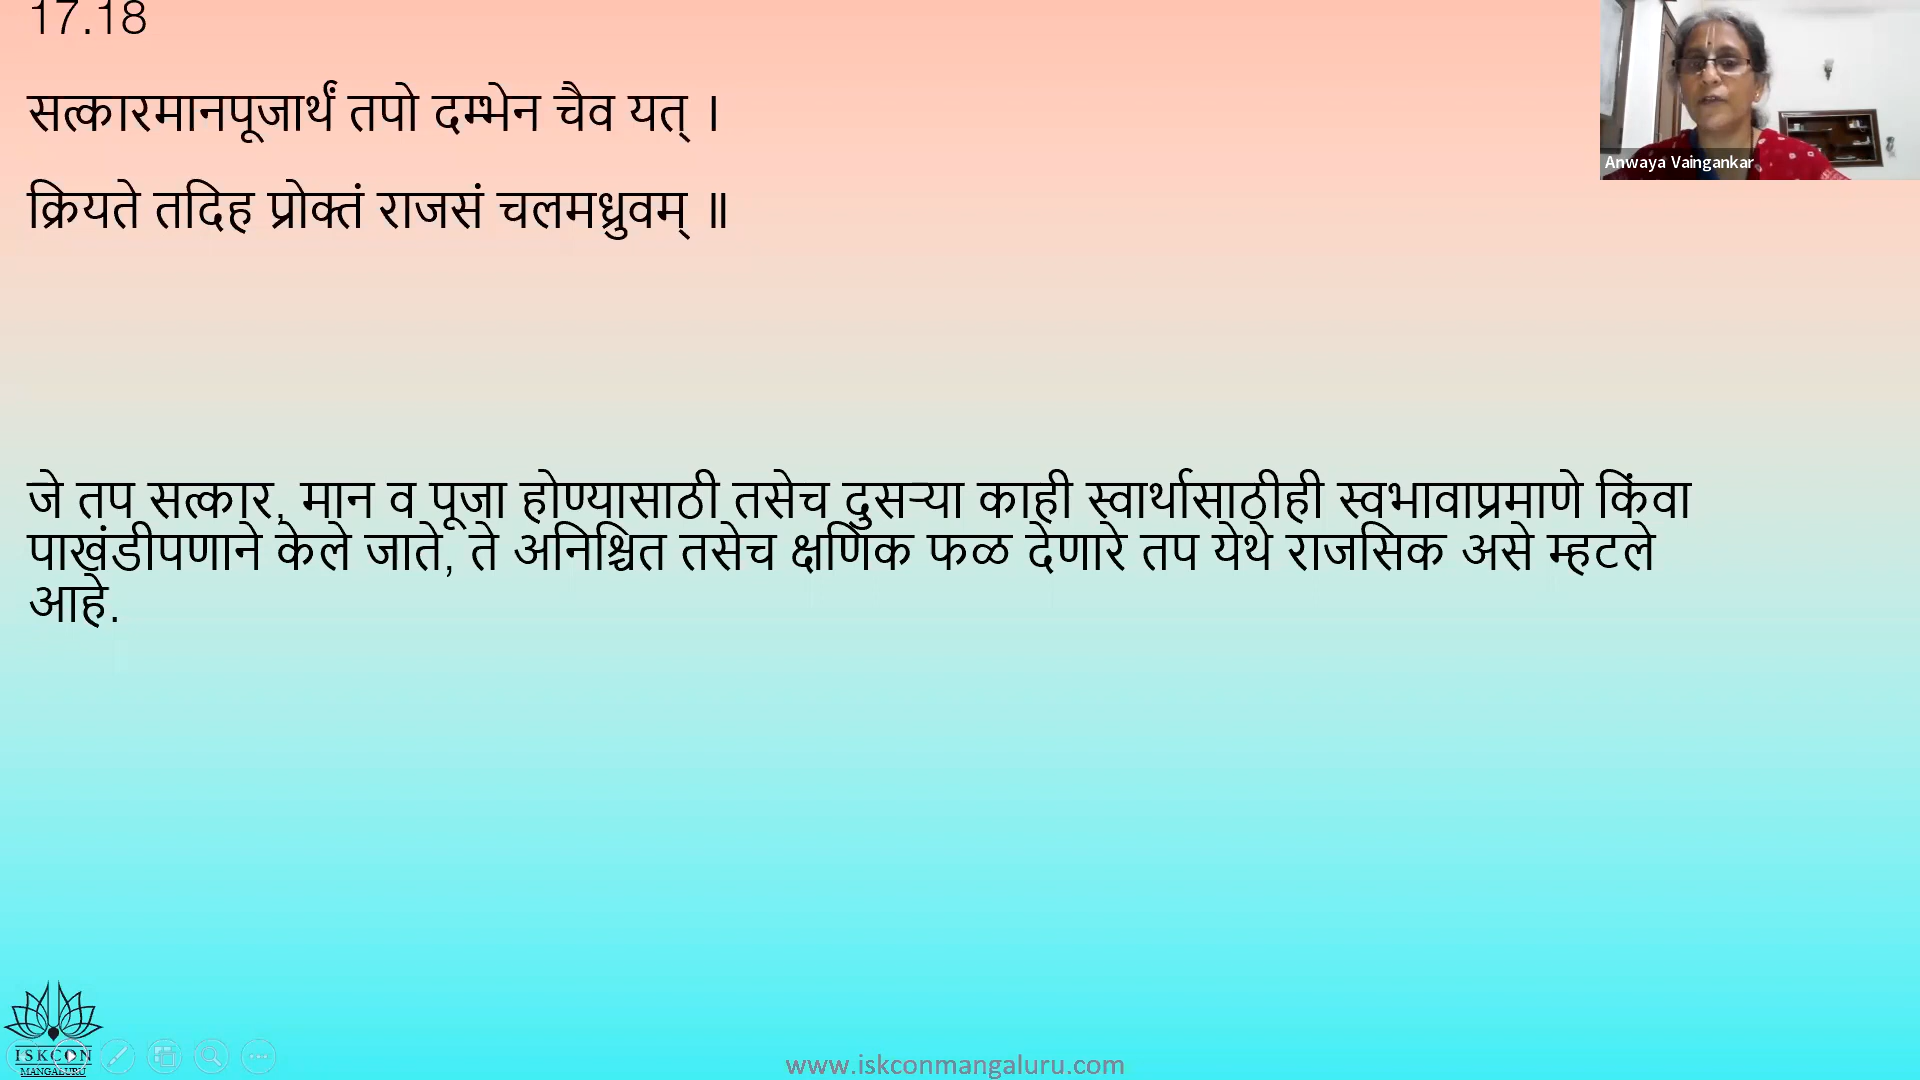 17.18
सत्कारमानपूजार्थं तपो दम्भेन चैव यत् ।
क्रियते तदिह प्रोक्तं राजसं चलमध्रुवम् ॥
Anwaya Vaingankar
जे तप सत्कार, मान व पूजा होण्यासाठी तसेच दुसऱ्या काही स्वार्थासाठीही स्वभावाप्रमाणे किंवा
पाखंडीपणाने केले जाते, ते अनिश्चित तसेच क्षणिक फळ देणारे तप येथे राजसिक असे म्हटले
आहे.
ISKCON
MANGALURU
www.iskconmangaluru.com